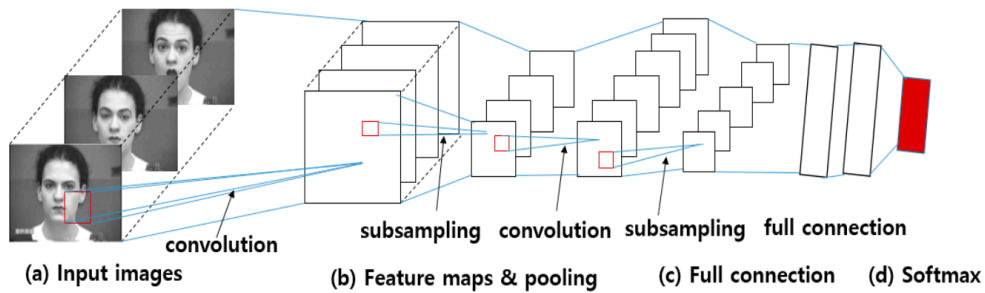 convolution
subsampling convolution subsampling full connection
(a) Input images (b) Feature maps & pooling (c) Full connection (d) Softmax